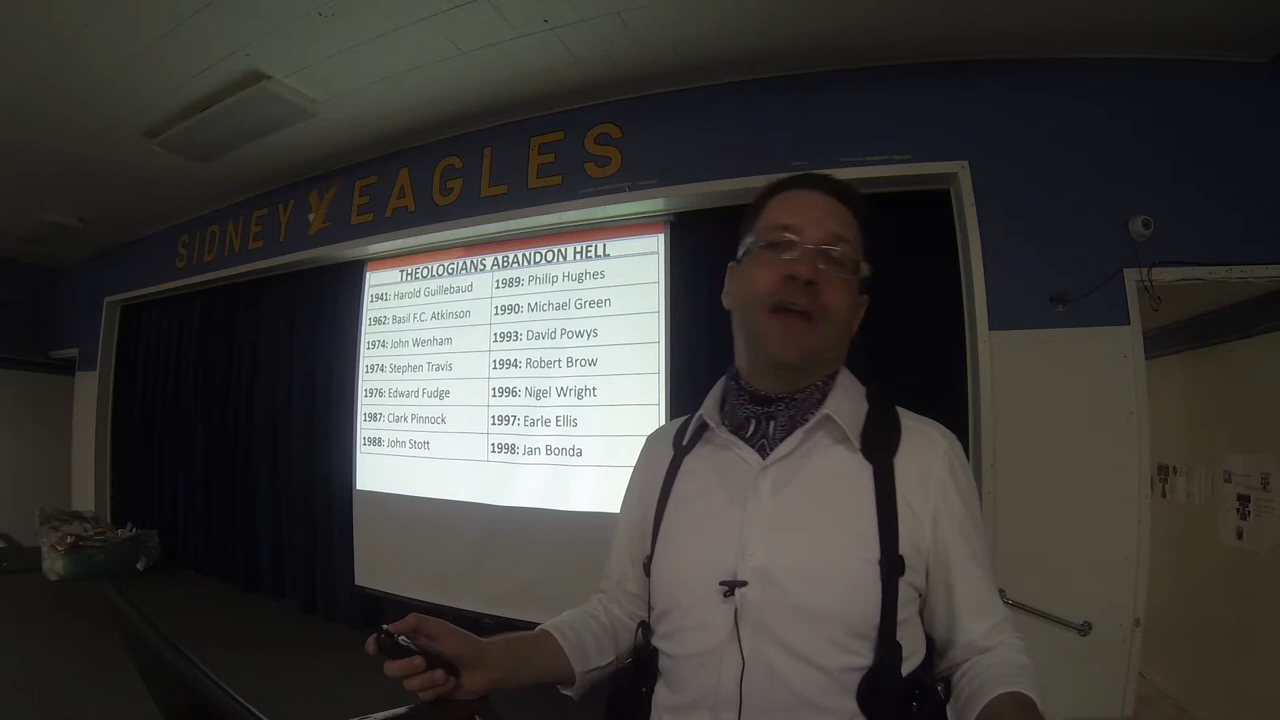 SIDNEY EAGLES
THEOLOGIANS ABANDON HELL
1941: Harold Guillebaud
1989: Philip Hughes
1962: Basil F.C. Atkinson
1990: Michael Green
1974: John Wenham
1993: David Powys
1974: Stephen Travis
1994: Robert Brow
1976: Edward Fudge
1996: Nigel Wright
1987: Clark Pinnock
1997: Earle Ellis
1988: John Stott
1998: Jan Bonda